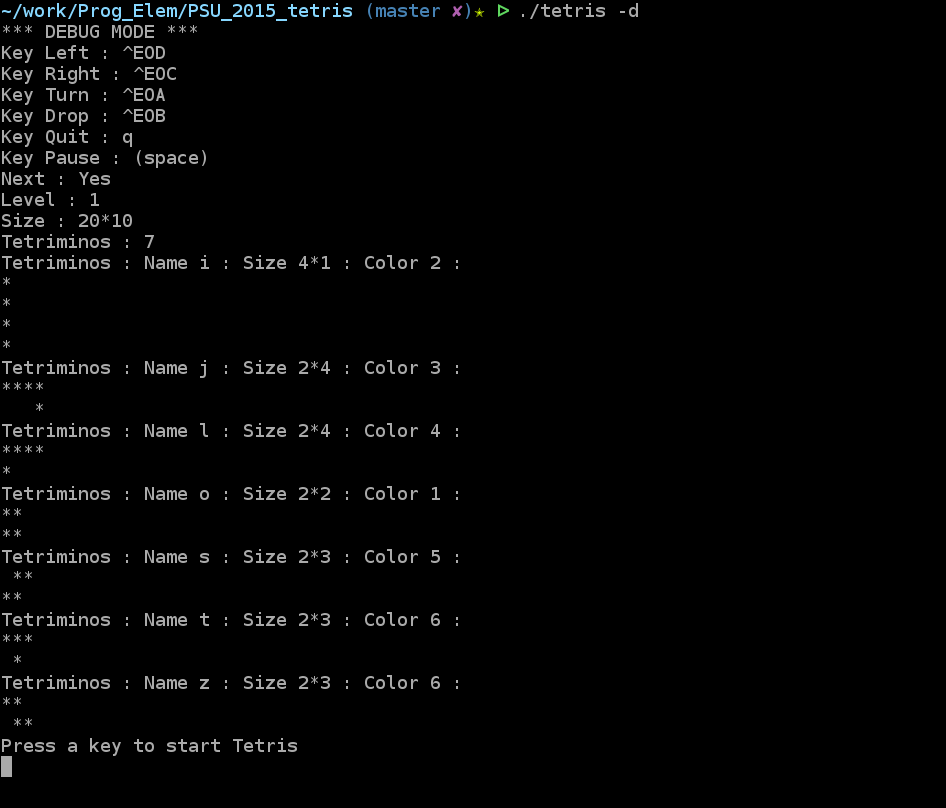 ~/work/Prog_Elem/PSU_2015_tetris (master ✘)★ ᐅ ./tetris -d
*** DEBUG MODE ***
Key Left : ^EOD
Key Right : ^EOC
Key Turn : ^EOA
Key Drop : ^EOB
Key Quit : q
Key Pause : (space)
Next : Yes
Level : 1
Size : 20*10
Tetriminos : 7
Tetriminos : Name i : Size 4*1 : Color 2 :
*
*
*
*
Tetriminos : Name j : Size 2*4 : Color 3 :
****
   *
Tetriminos : Name l : Size 2*4 : Color 4 :
****
*
Tetriminos : Name o : Size 2*2 : Color 1 :
**
**
Tetriminos : Name s : Size 2*3 : Color 5 :
 **
**
Tetriminos : Name t : Size 2*3 : Color 6 :
***
 *
Tetriminos : Name z : Size 2*3 : Color 6 :
**
 **
Press a key to start Tetris